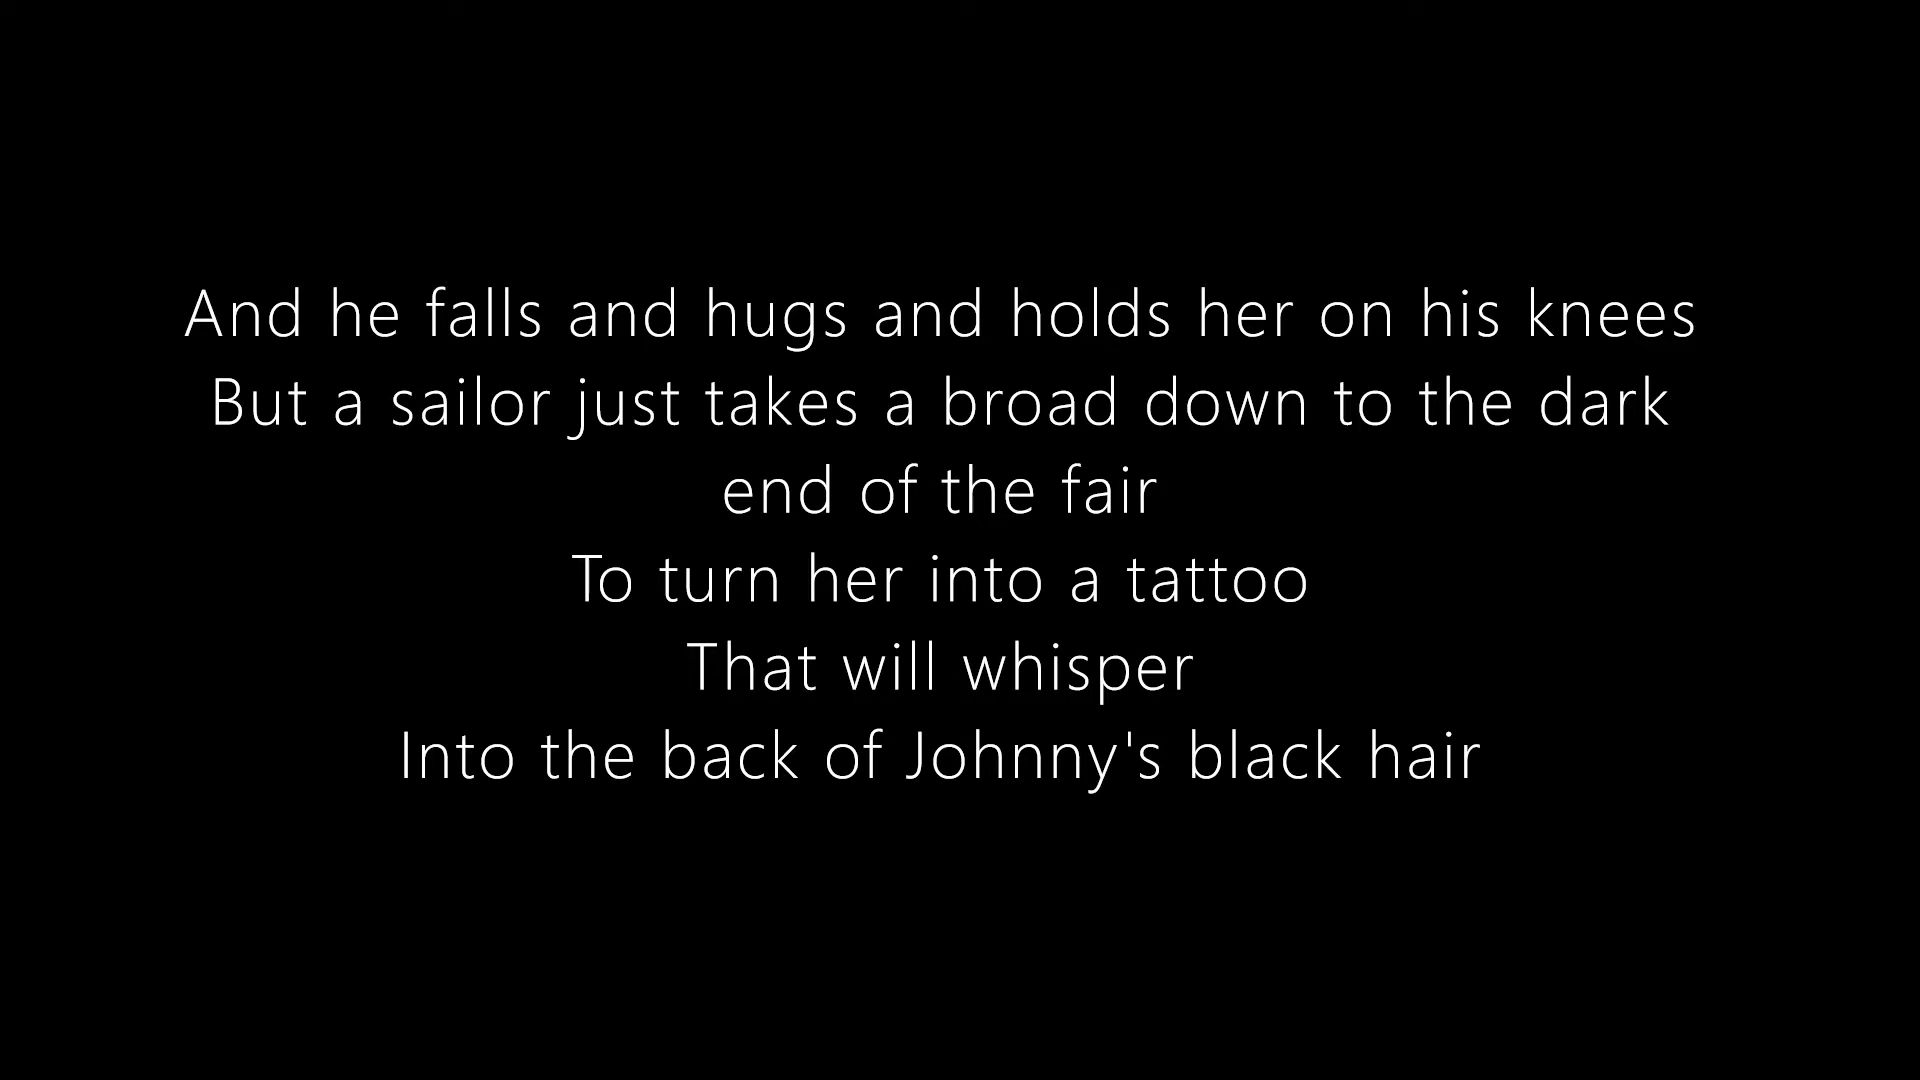 And he falls and hugs and holds her on his knees
But a sailor just takes a broad down to the dark
end of the fair
To turn her into a tattoo
That will whisper
Into the back of Johnny's black hair